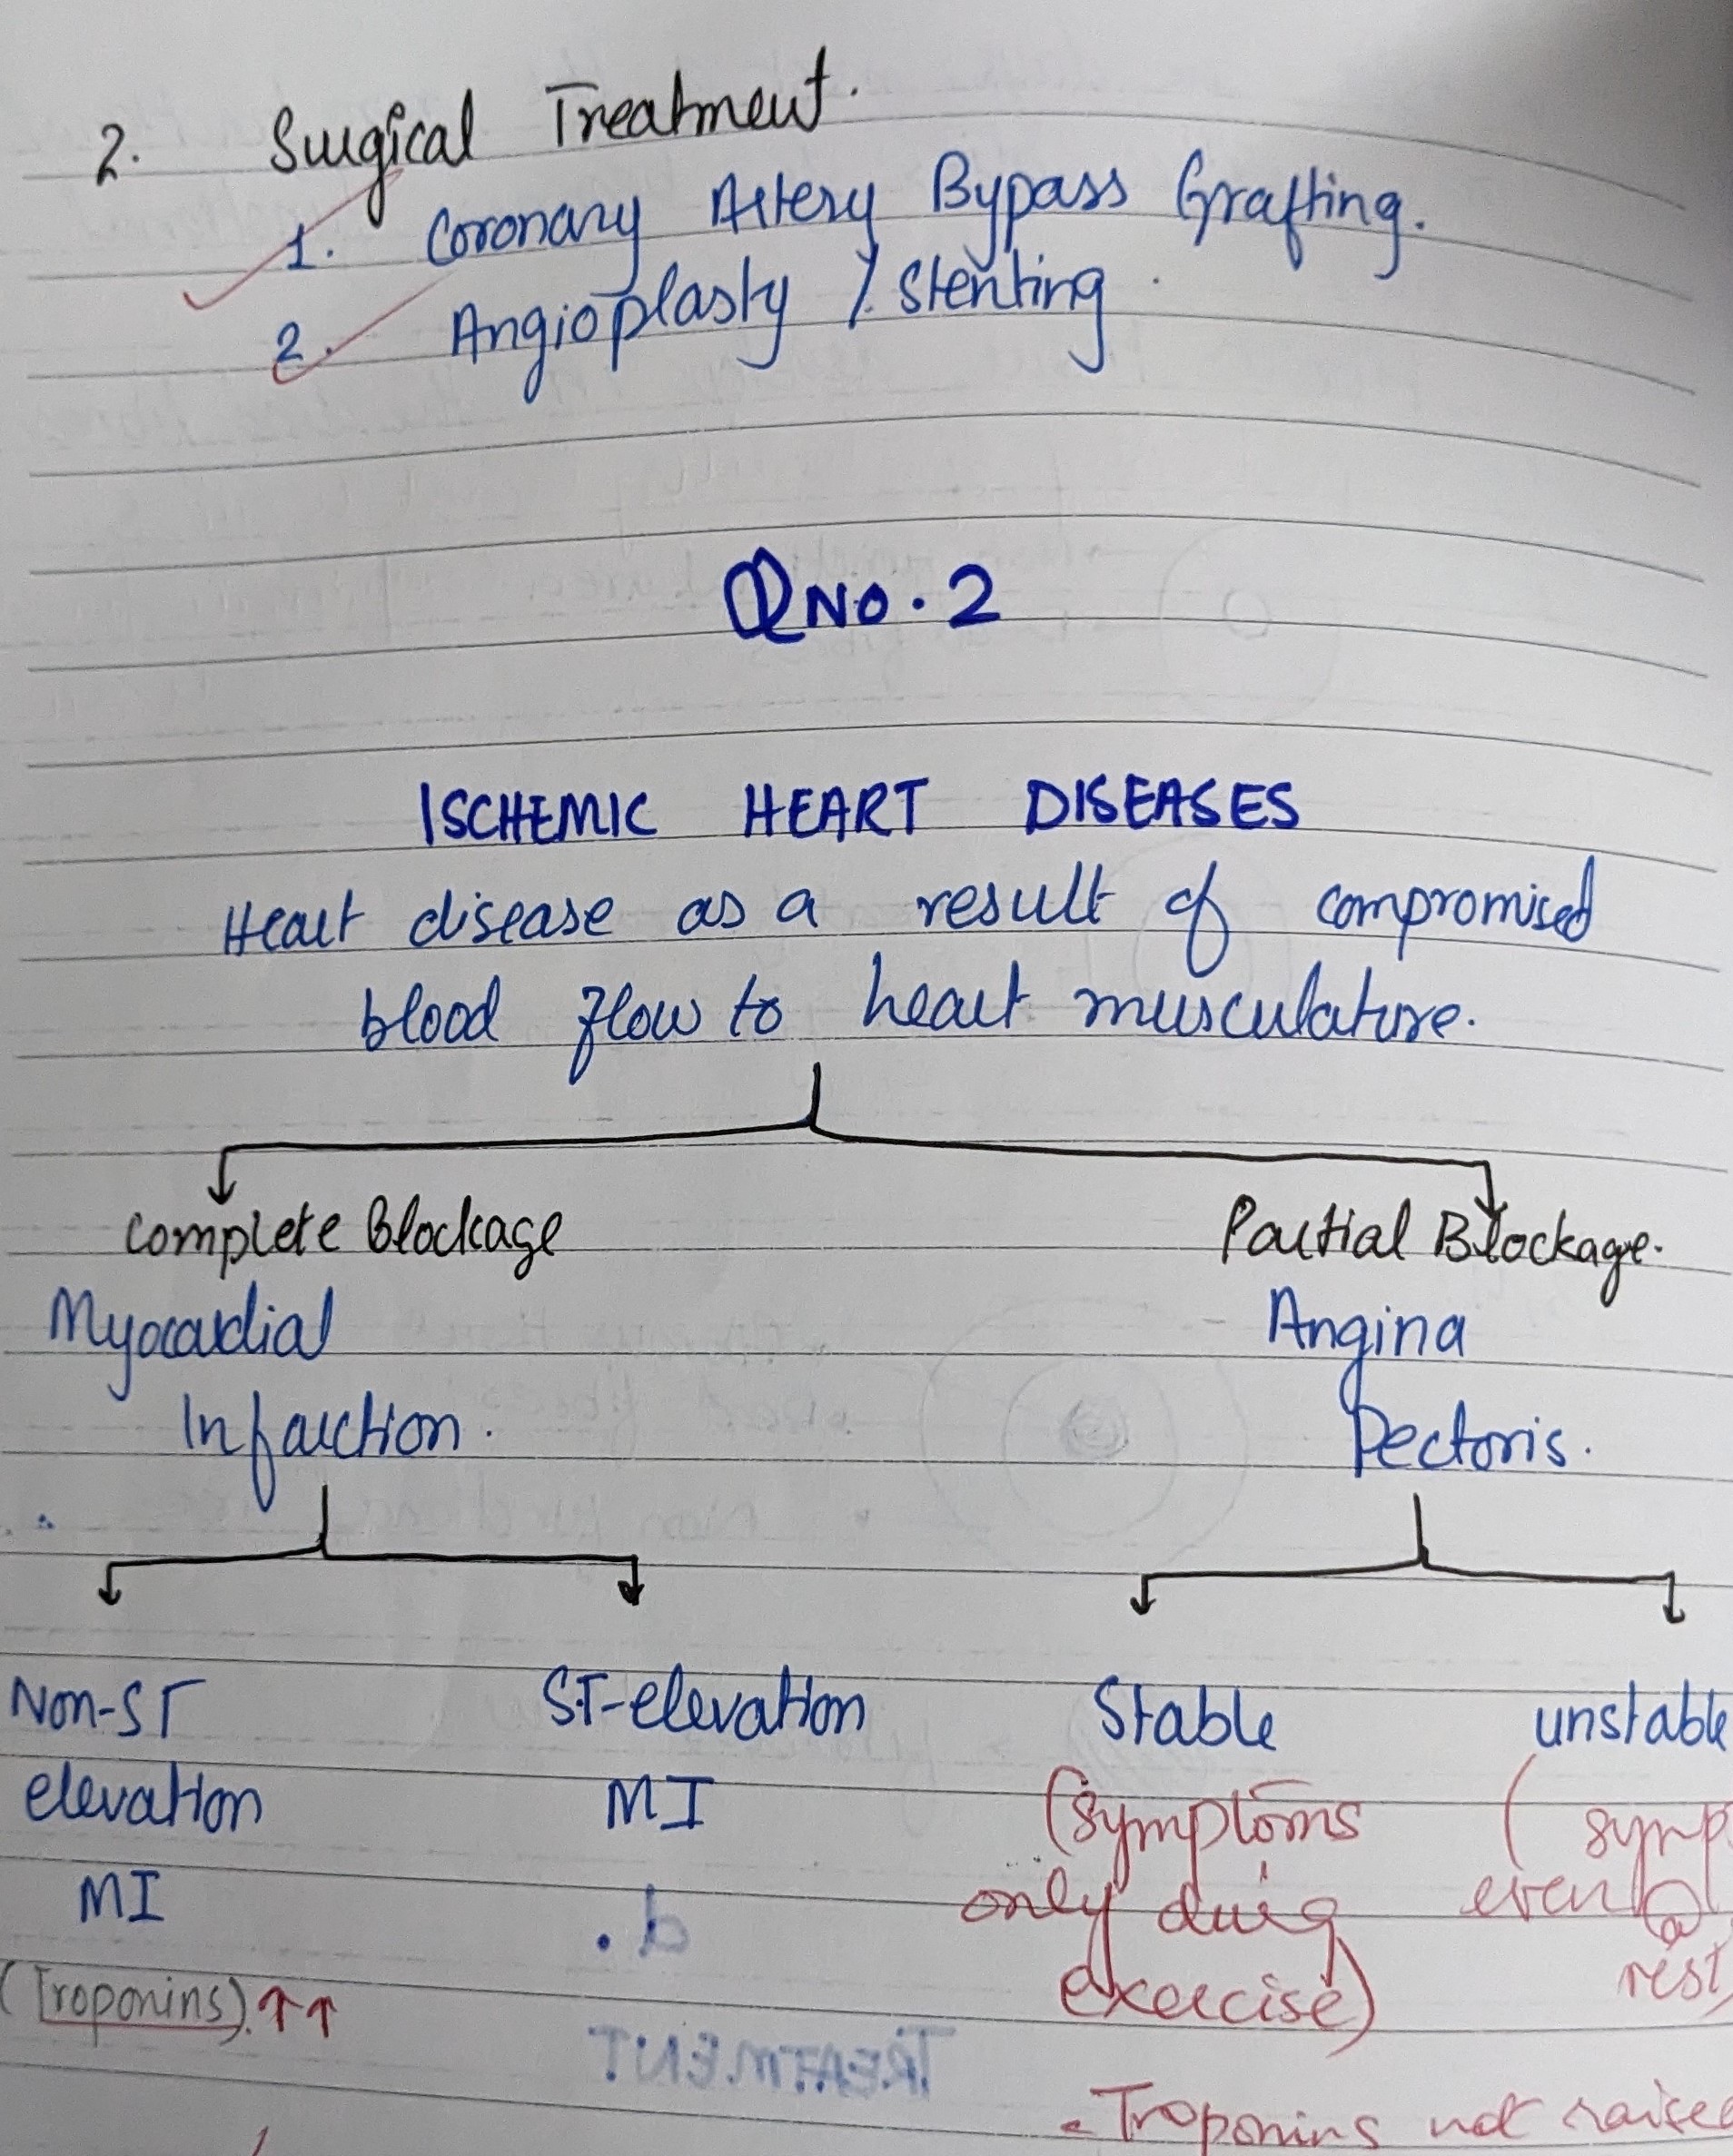 2. Surgical Treatment.
1. Coronary Artery Bypass Grafting.
2. Angioplasty / Stenting.
QNO.2
ISCHEMIC HEART DISEASES
Heart disease as a result of compromised
blood flow to heart musculature.
Complete Blockage Partial Blockage.
Myocardial Angina
Infarction. Pectoris.
Non-ST ST-elevation Stable unstable
elevation MI (symptoms (symp
MI only during even @
(Troponins).↑↑ exercise) rest)
- Troponins not raised